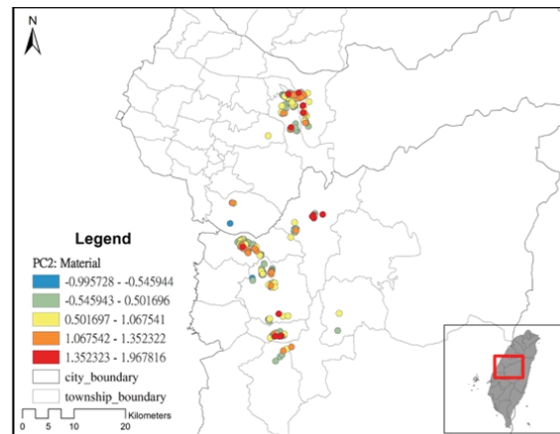 N
Legend
PC2: Material
-0.995728 - -0.545944
-0.545943 - 0.501696
0.501697 - 1.067541
1.067542 - 1.352322
1.352323 - 1.967816
city_boundary
township_boundary
Kilometers
0 5 10 20